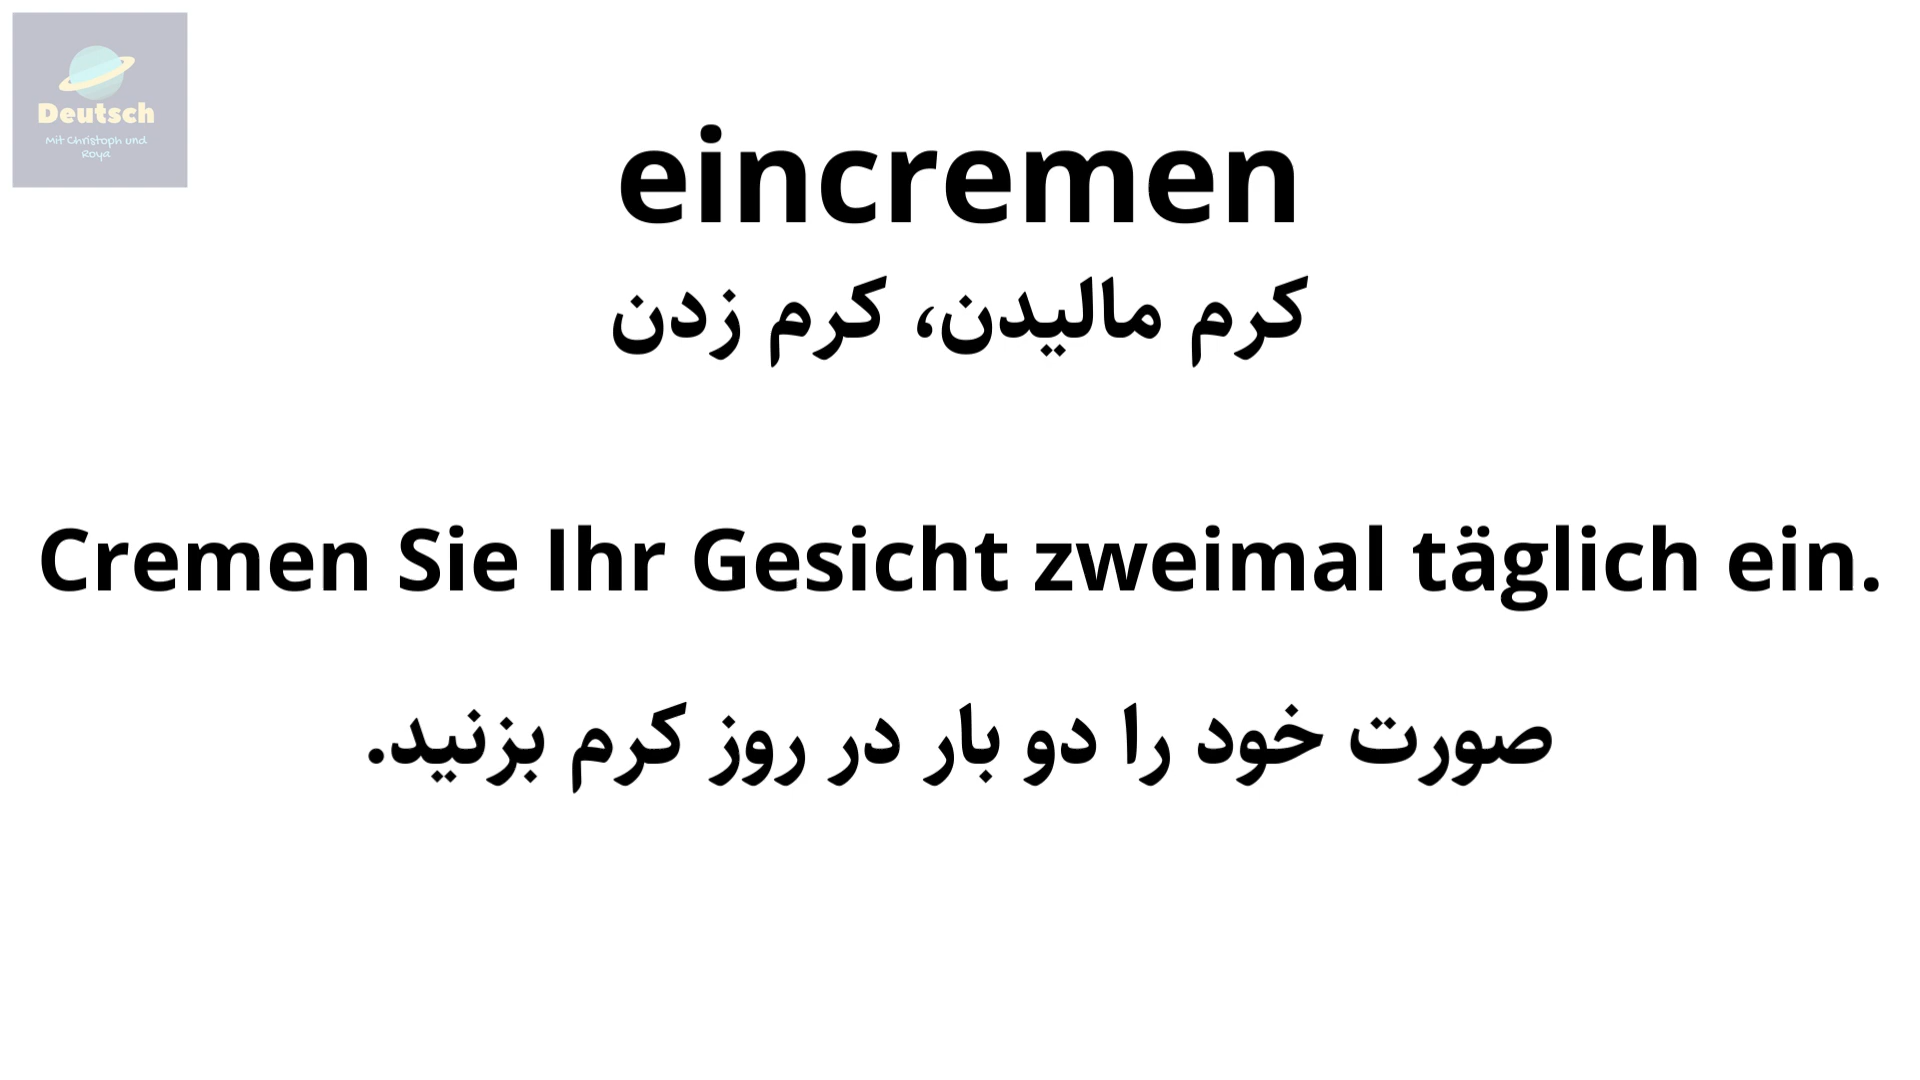 Deutsch
Mit Christoph und
Roya
eincremen
کرم مالیدن، کرم زدن
Cremen Sie Ihr Gesicht zweimal täglich ein.
صورت خود را دو بار در روز کرم بزنید.